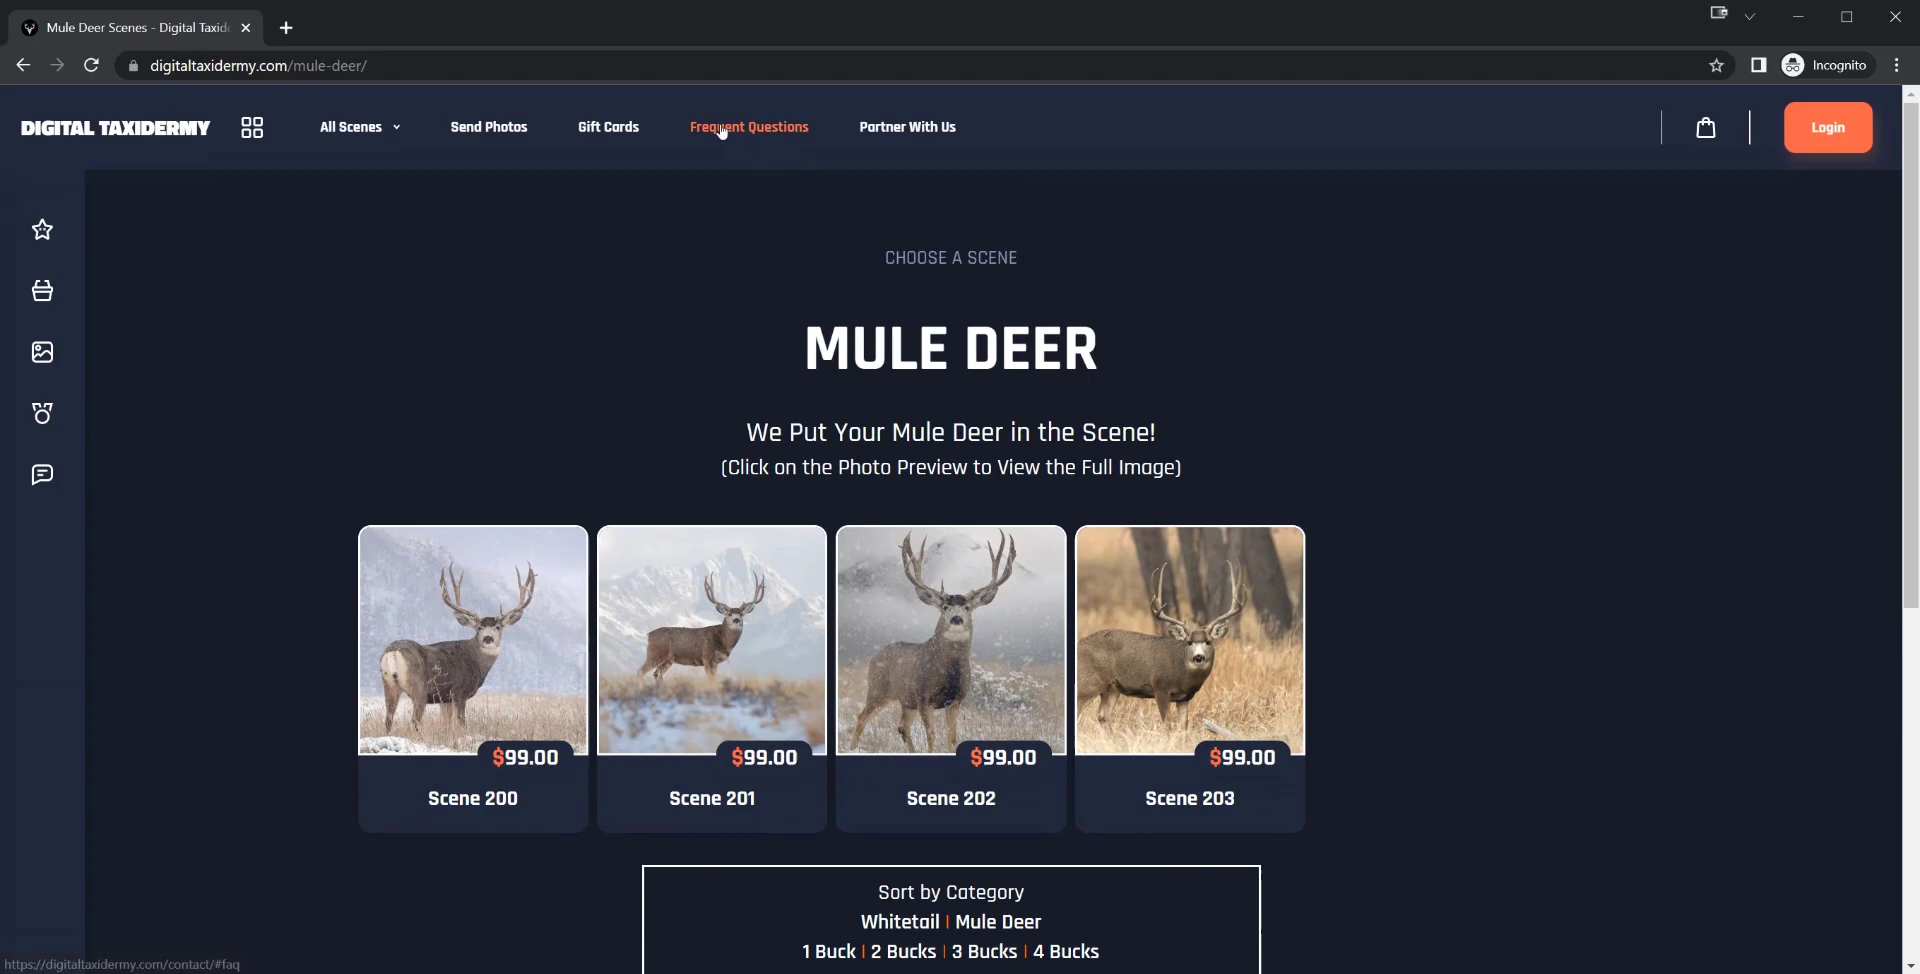 Mule Deer Scenes - Digital Taxid
digitaltaxidermy.com/mule-deer/
Incognito
DIGITAL TAXIDERMY
All Scenes
Send Photos
Gift Cards
Frequent Questions
Partner With Us
Login
CHOOSE A SCENE
MULE DEER
We Put Your Mule Deer in the Scene!
(Click on the Photo Preview to View the Full Image)
$99.00
$99.00
$99.00
$99.00
Scene 200
Scene 201
Scene 202
Scene 203
Sort by Category
Whitetail | Mule Deer
1 Buck | 2 Bucks | 3 Bucks | 4 Bucks
https://digitaltaxidermy.com/contact/#faq